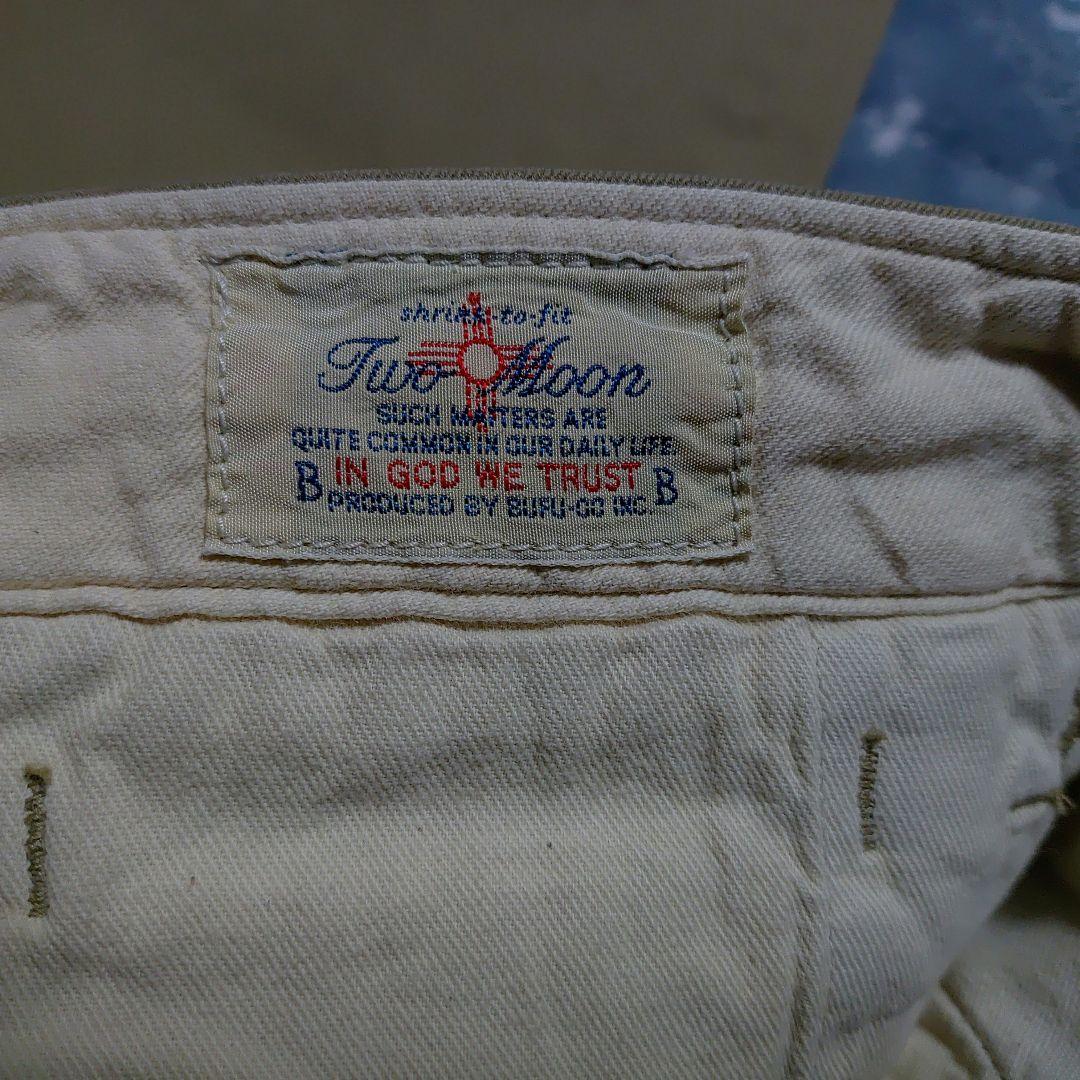 shrink-to-fit
Two Moon
SUCH MATTERS ARE
QUITE COMMON IN OUR DAILY LIFE.
B IN GOD WE TRUST B
PRODUCED BY BUFU-GO INC.